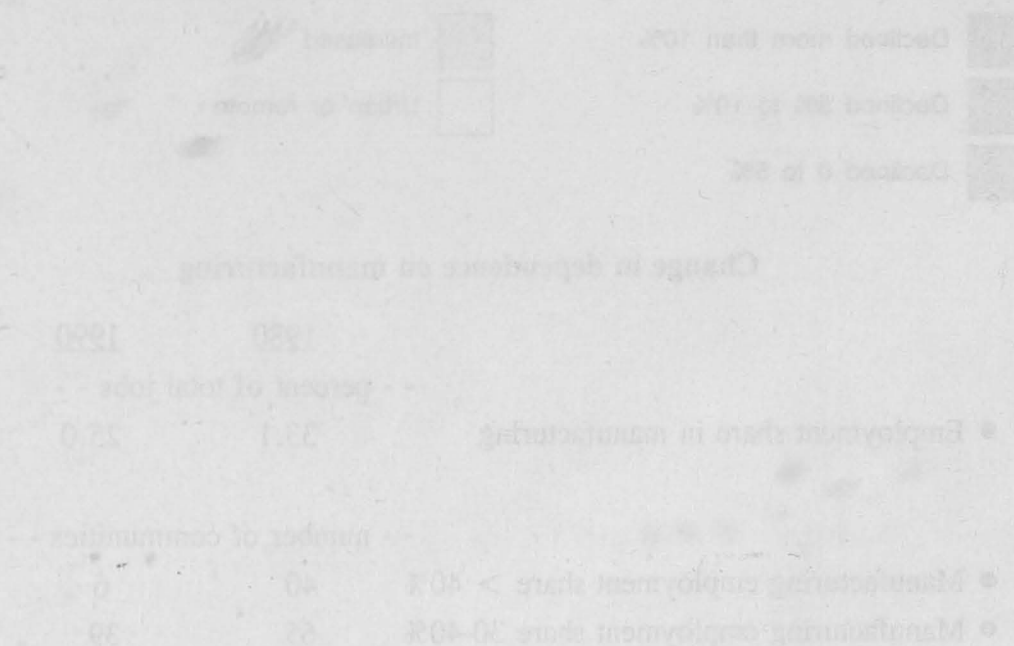 Declined more than 10%
Increased
Declined 5% to 10%
Urban or remote
Declined 0 to 5%
Change in dependence on manufacturing
1980 1990
- - percent of total jobs - -
• Employment share in manufacturing 33.1 25.0
- - number of communities - -
• Manufacturing employment share > 40% 40 6
• Manufacturing employment share 30-40% 65 39